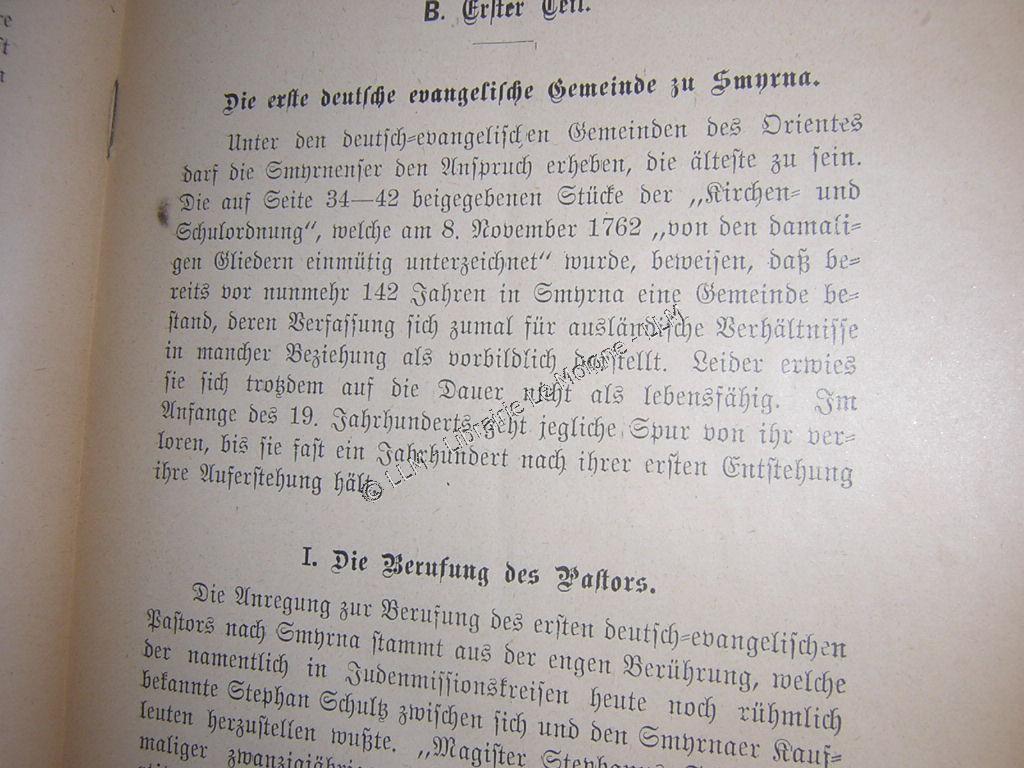 B. Erster Teil.
Die erste deutsche evangelische Gemeinde zu Smyrna.
Unter den deutsch-evangelischen Gemeinden des Orientes
darf die Smyrnenser den Anspruch erheben, die älteste zu sein.
Die auf Seite 34—42 beigegebenen Stücke der „Kirchen- und
Schulordnung“, welche am 8. November 1762 „von den damali-
gen Gliedern einmütig unterzeichnet“ wurde, beweisen, daß be-
reits vor nunmehr 142 Jahren in Smyrna eine Gemeinde be-
stand, deren Verfassung sich zumal für ausländische Verhältnisse
in mancher Beziehung als vorbildlich darstellt. Leider erwies
sie sich trotzdem auf die Dauer nicht als lebensfähig. Im
Anfange des 19. Jahrhunderts geht jegliche Spur von ihr ver-
loren, bis sie fast ein Jahrhundert nach ihrer ersten Entstehung
ihre Auferstehung hält.
© LLM - Librairie Le Moinne - LLM
I. Die Berufung des Pastors.
Die Anregung zur Berufung des ersten deutsch-evangelischen
Pastors nach Smyrna stammt aus der engen Berührung, welche
der namentlich in Judenmissionskreisen heute noch rühmlich
bekannte Stephan Schultz zwischen sich und den Smyrnaer Kauf-
leuten herzustellen wußte. „Magister Stephanus
maliger